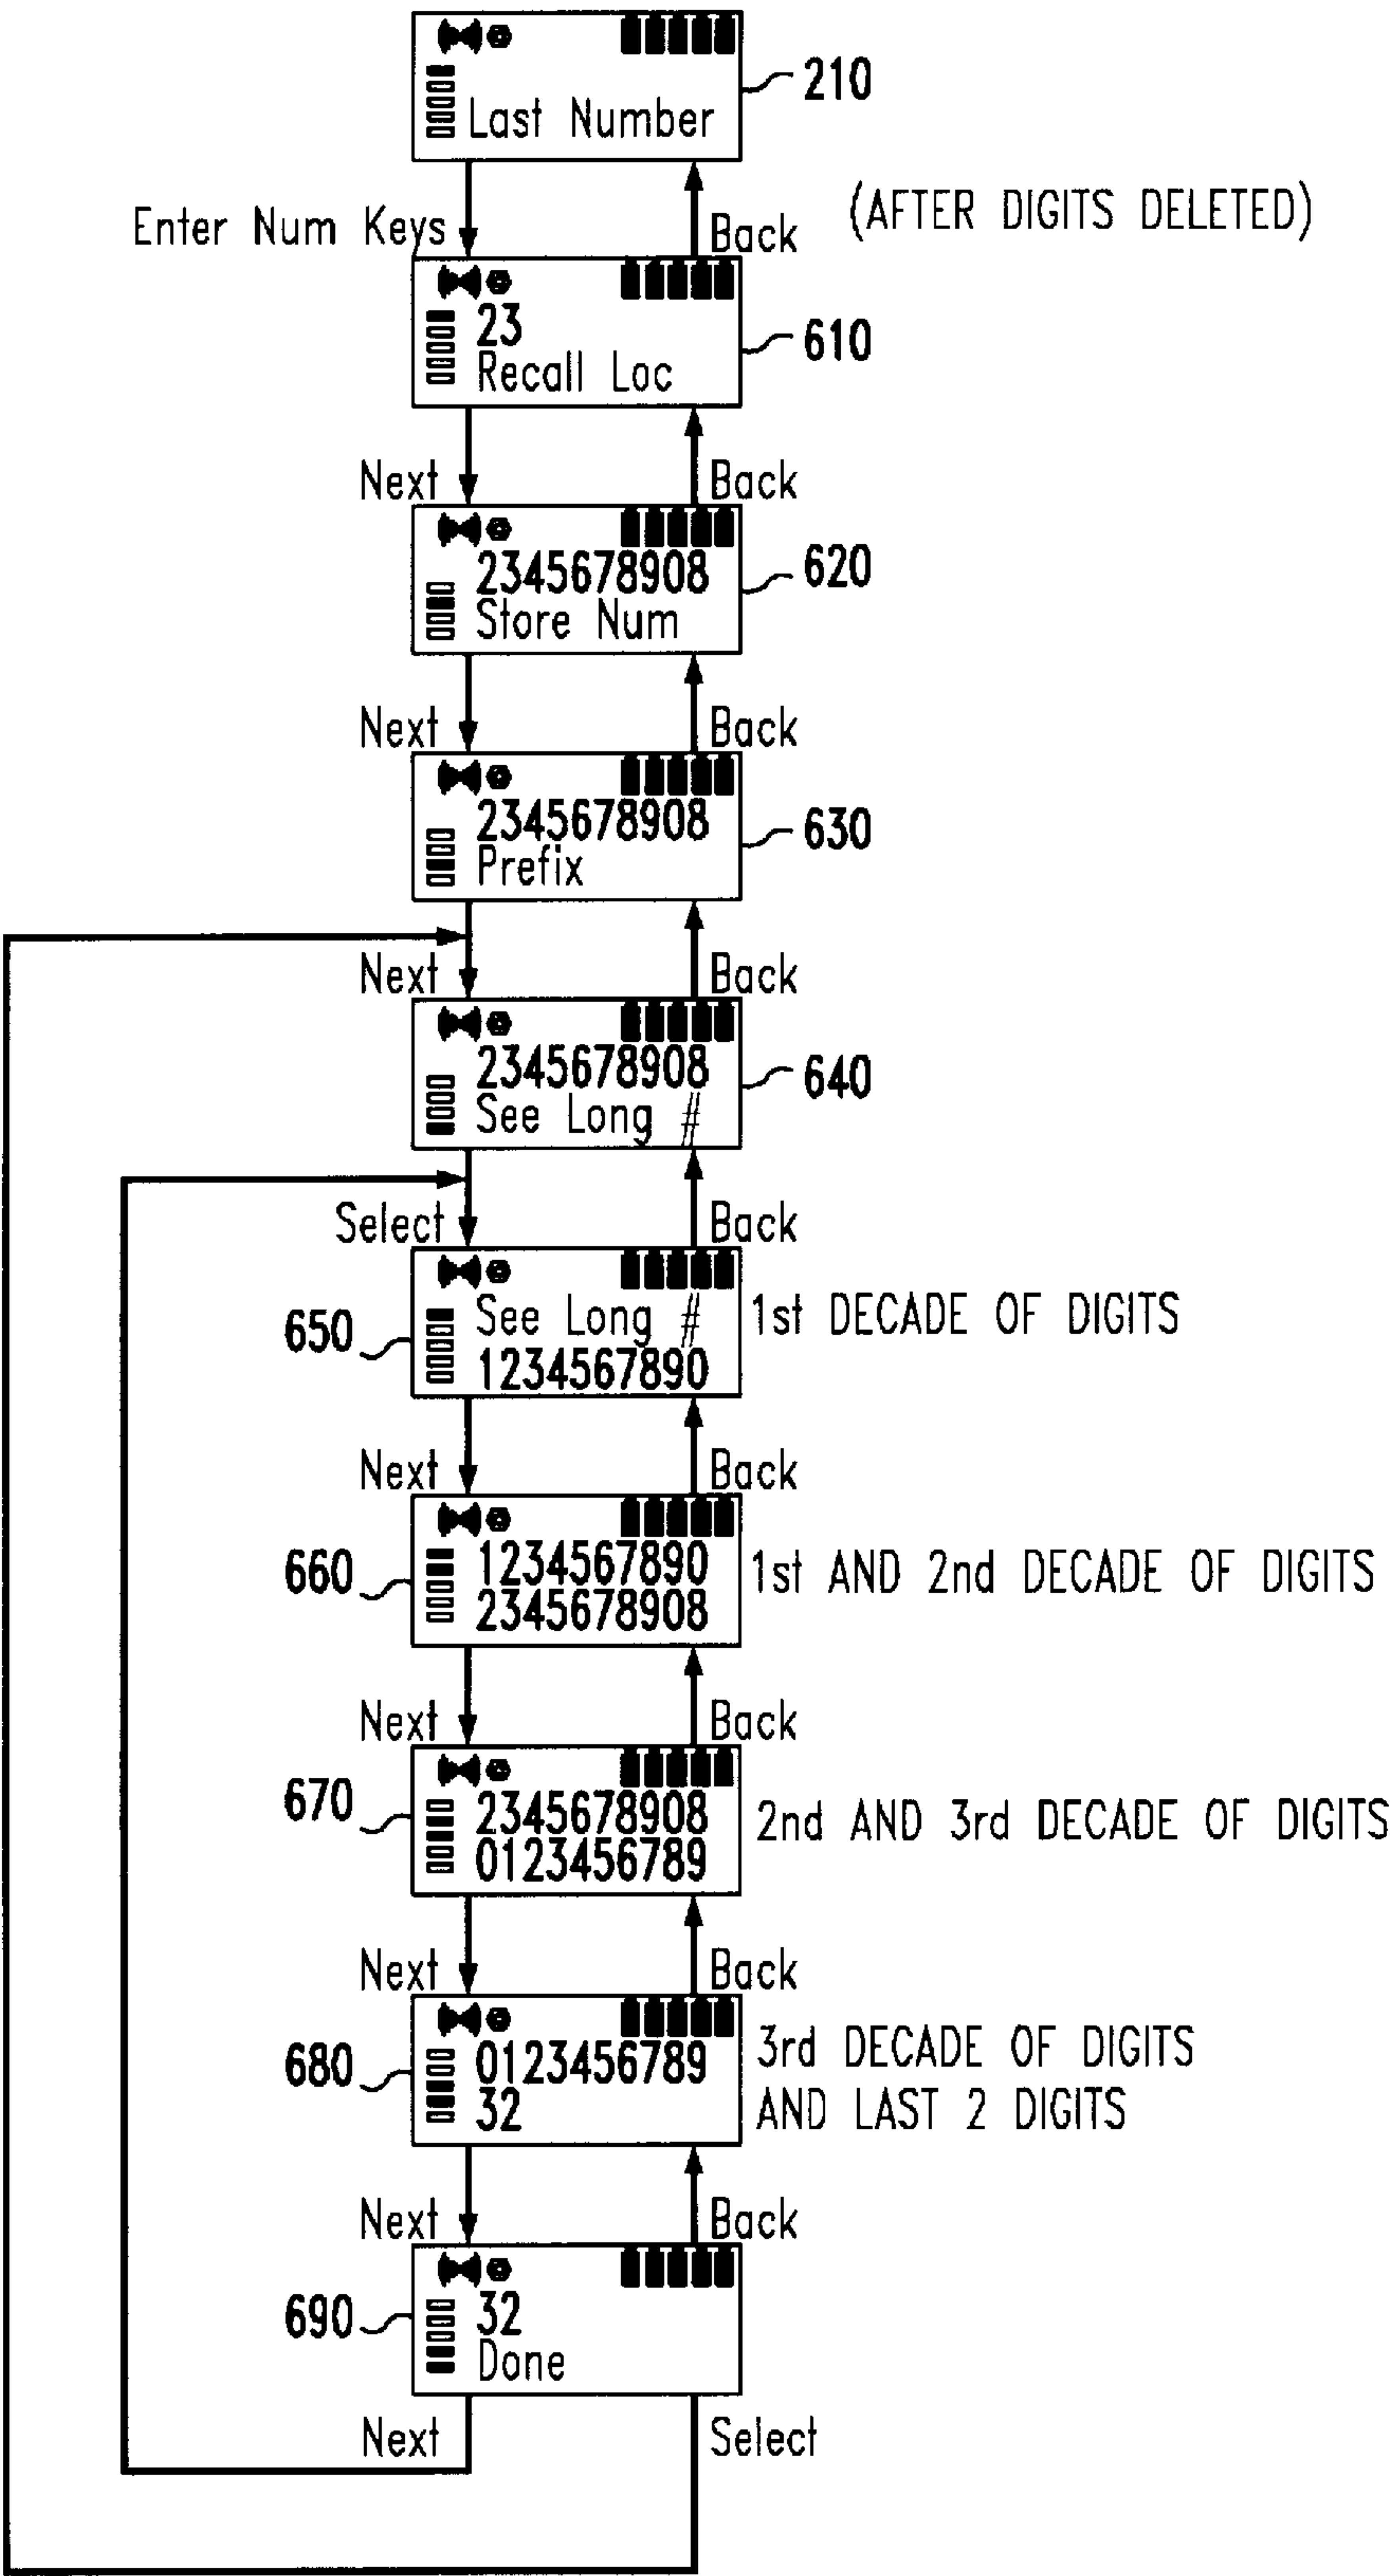 210
Last Number
Enter Num Keys
Back
(AFTER DIGITS DELETED)
23
Recall Loc
610
Next
Back
2345678908
Store Num
620
Next
Back
2345678908
Prefix
630
Next
Back
2345678908
See Long #
640
Select
Back
650
See Long #
1234567890
1st DECADE OF DIGITS
Next
Back
660
1234567890
2345678908
1st AND 2nd DECADE OF DIGITS
Next
Back
670
2345678908
0123456789
2nd AND 3rd DECADE OF DIGITS
Next
Back
680
0123456789
32
3rd DECADE OF DIGITS
AND LAST 2 DIGITS
Next
Back
690
32
Done
Next
Select